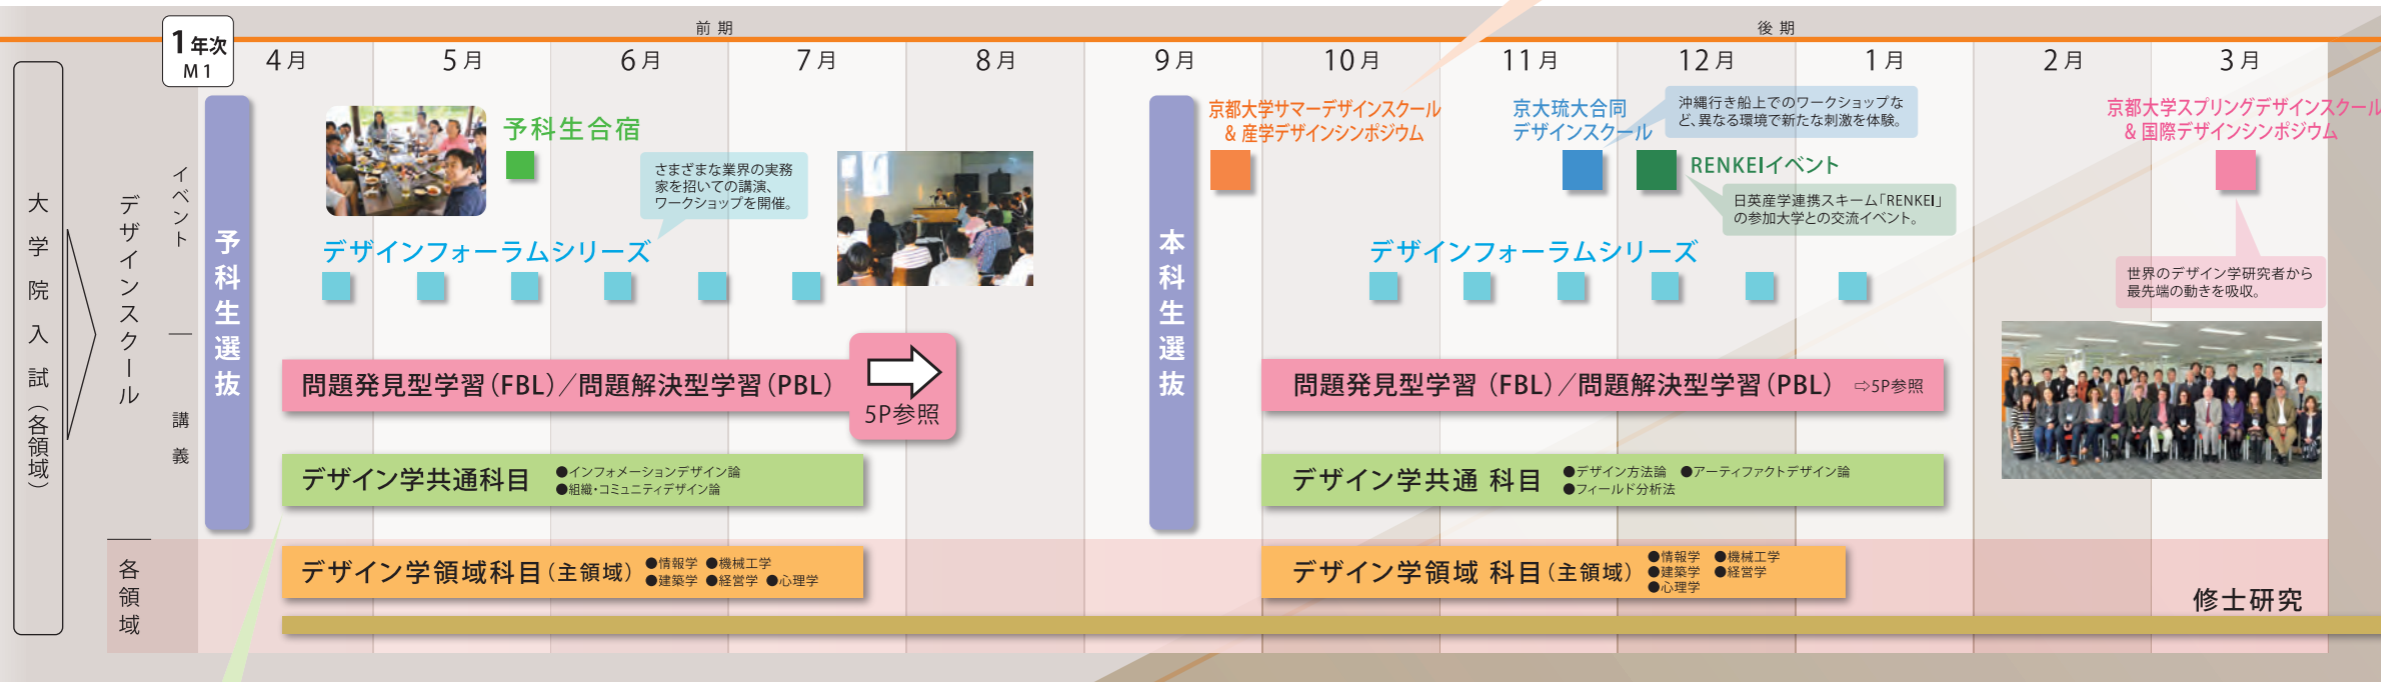 前期
後期
1年次
M1
4月
5月
6月
7月
8月
9月
10月
11月
12月
1月
2月
3月
大学院入試（各領域）
デザインスクール
イベント
講義
各領域
予科生選抜
予科生合宿
さまざまな業界の実務
家を招いての講演、
ワークショップを開催。
デザインフォーラムシリーズ
問題発見型学習（FBL）／問題解決型学習（PBL）
5P参照
デザイン学共通科目
●インフォメーションデザイン論
●組織・コミュニティデザイン論
デザイン学領域科目（主領域）
●情報学 ●機械工学
●建築学 ●経営学 ●心理学
本科生選抜
京都大学サマーデザインスクール
＆産学デザインシンポジウム
京大琉大合同
デザインスクール
沖縄行き船上でのワークショップな
ど、異なる環境で新たな刺激を体験。
RENKEIイベント
日英産学連携スキーム「RENKEI」
の参加大学との交流イベント。
デザインフォーラムシリーズ
京都大学スプリングデザインスクール
＆国際デザインシンポジウム
世界のデザイン学研究者から
最先端の動きを吸収。
問題発見型学習（FBL）／問題解決型学習（PBL） ⇨5P参照
デザイン学共通 科目
●デザイン方法論 ●アーティファクトデザイン論
●フィールド分析法
デザイン学領域 科目（主領域）
●情報学 ●機械工学
●建築学 ●経営学
●心理学
修士研究